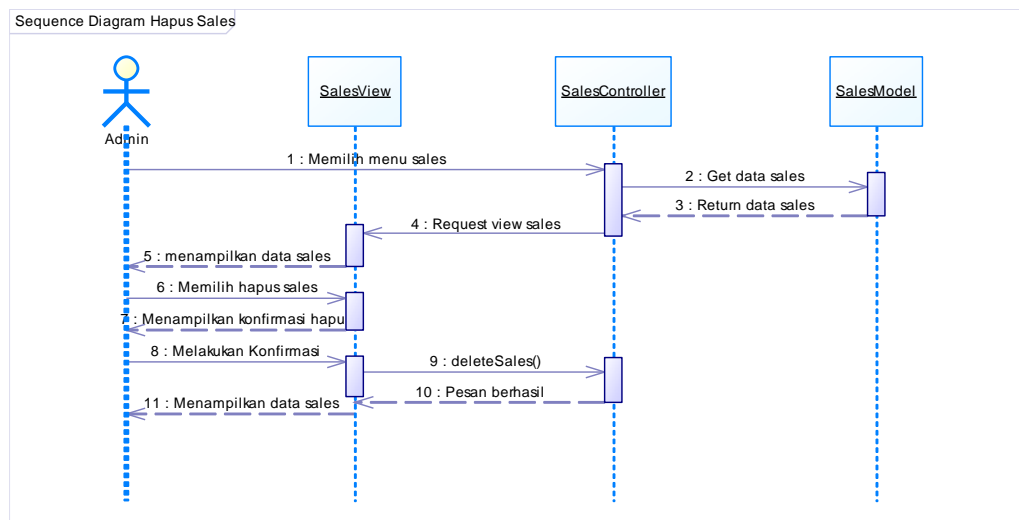 Sequence Diagram Hapus Sales
SalesView
SalesController
SalesModel
Admin
1 : Memilih menu sales
2 : Get data sales
3 : Return data sales
4 : Request view sales
5 : menampilkan data sales
6 : Memilih hapus sales
7 : Menampilkan konfirmasi hapu
8 : Melakukan Konfirmasi
9 : deleteSales()
10 : Pesan berhasil
11 : Menampilkan data sales